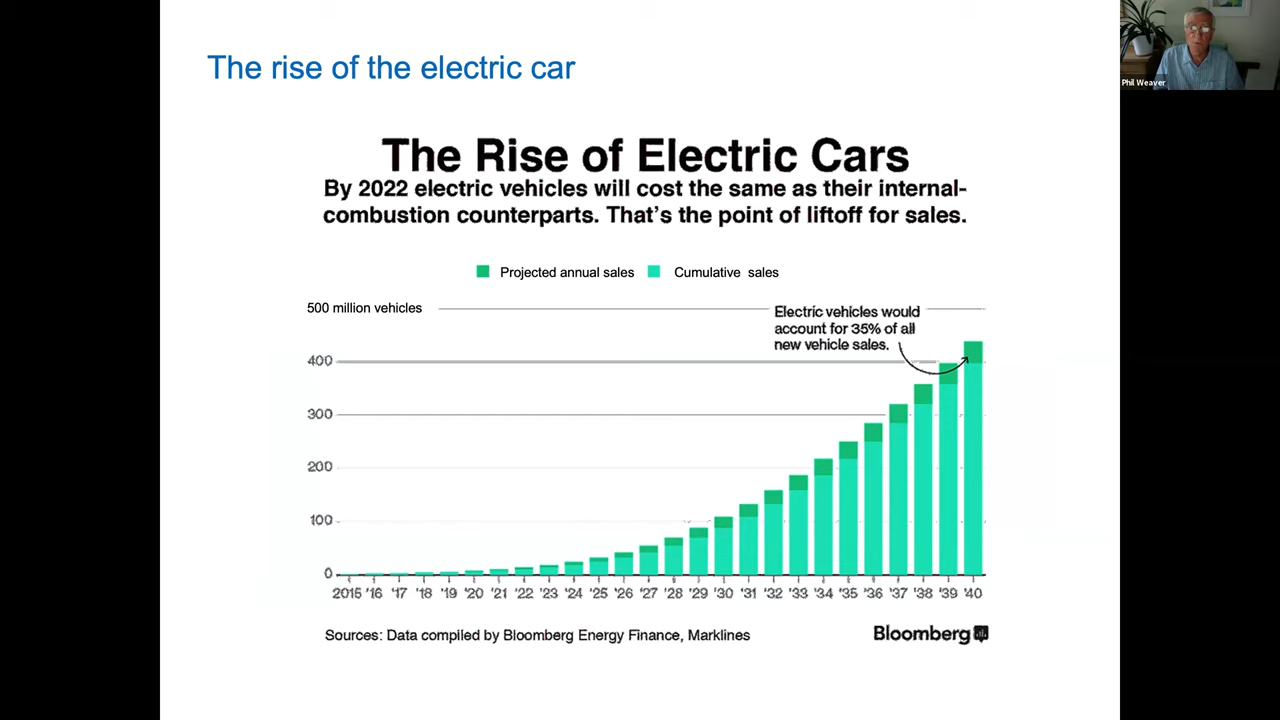 The rise of the electric car
Phil Weaver
The Rise of Electric Cars
By 2022 electric vehicles will cost the same as their internal-
combustion counterparts. That's the point of liftoff for sales.
Projected annual sales
Cumulative sales
500 million vehicles
Electric vehicles would
account for 35% of all
new vehicle sales.
400
300
200
100
0
2015 '16 '17 '18 '19 '20 '21 '22 '23 '24 '25 '26 '27 '28 '29 '30 '31 '32 '33 '34 '35 '36 '37 '38 '39 '40
Sources: Data compiled by Bloomberg Energy Finance, Marklines
Bloomberg